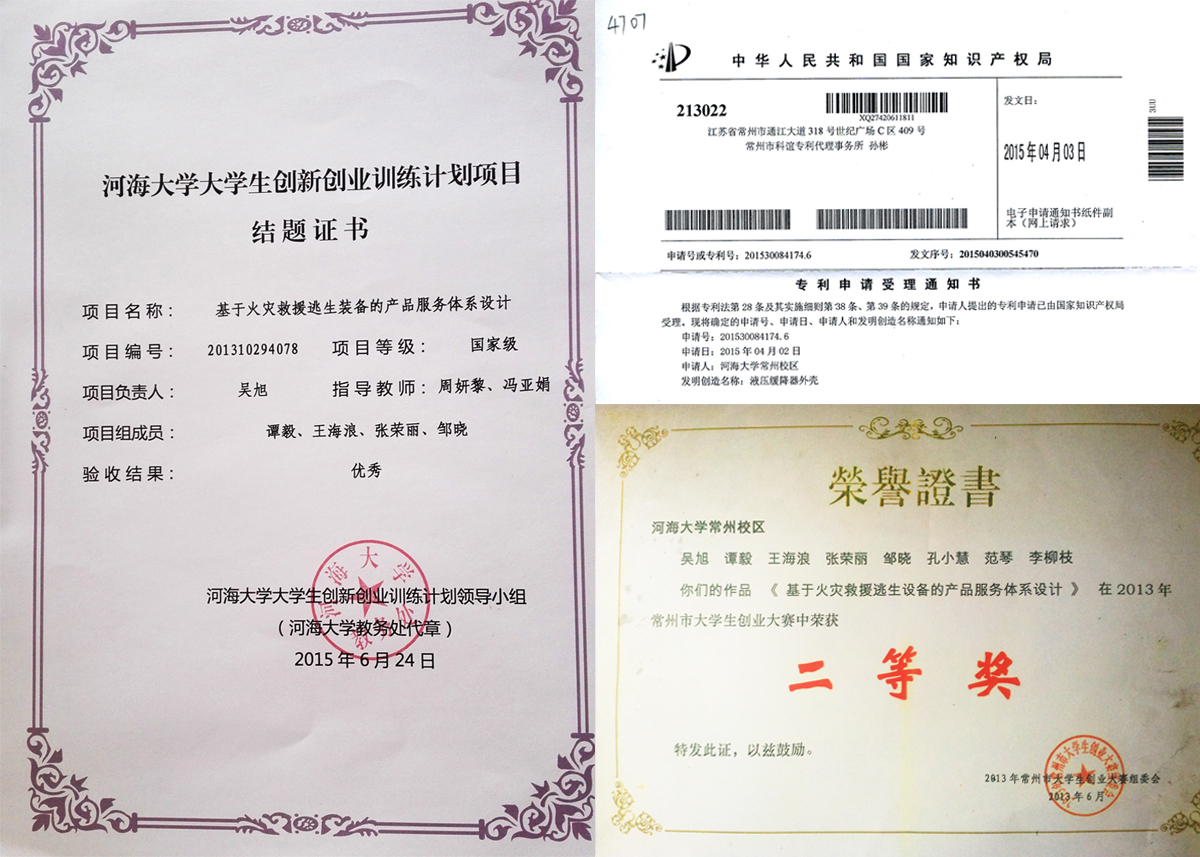 河海大学大学生创新创业训练计划项目
结题证书
项目名称： 基于火灾救援逃生装备的产品服务体系设计
项目编号： 201310294078 项目等级： 国家级
项目负责人： 吴旭 指导教师： 周妍黎、冯亚娟
项目组成员： 谭毅、王海浪、张荣丽、邹晓
验收结果： 优秀
河海大学教务处
河海大学大学生创新创业训练计划领导小组
（河海大学教务处代章）
2015年6月24日
4707
中华人民共和国国家知识产权局
213022
XQ27420611811
江苏省常州市通江大道318号世纪广场C区409号
常州市科谊专利代理事务所 孙彬
发文日：
2015年04月03日
电子申请通知书纸件副
本（网上请求）
申请号或专利号：201530084174.6 发文序号：2015040300545470
专利申请受理通知书
根据专利法第28条及其实施细则第38条、第39条的规定，申请人提出的专利申请已由国家知识产权局
受理。现将确定的申请号、申请日、申请人和发明创造名称通知如下：
申请号：201530084174.6
申请日：2015年04月02日
申请人：河海大学常州校区
发明创造名称：液压缓降器外壳
榮譽證書
河海大学常州校区
吴旭 谭毅 王海浪 张荣丽 邹晓 孔小慧 范琴 李柳枝
你们的作品 《基于火灾救援逃生设备的产品服务体系设计》 在2013年
常州市大学生创业大赛中荣获
二等奖
特发此证，以兹鼓励。
2013年常州市大学生创业大赛组委会
2013年6月